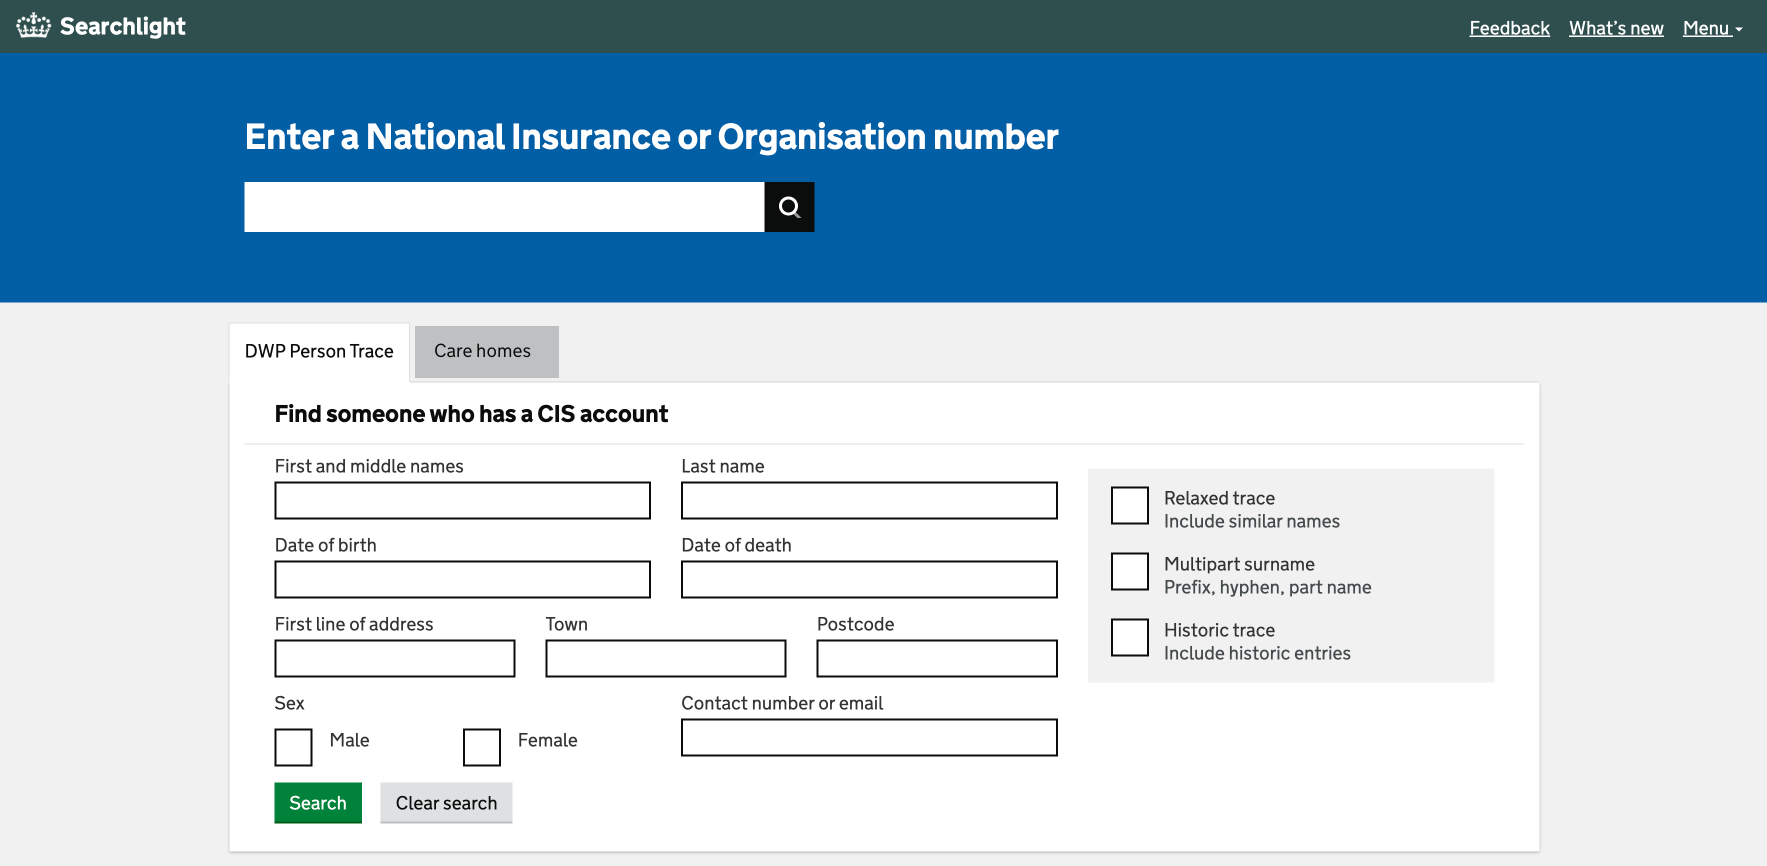 Searchlight
Feedback What's new Menu
Enter a National Insurance or Organisation number
DWP Person Trace Care homes
Find someone who has a CIS account
First and middle names Last name
Relaxed trace
Include similar names
Date of birth Date of death
Multipart surname
Prefix, hyphen, part name
First line of address Town Postcode
Historic trace
Include historic entries
Sex Contact number or email
Male Female
Search Clear search